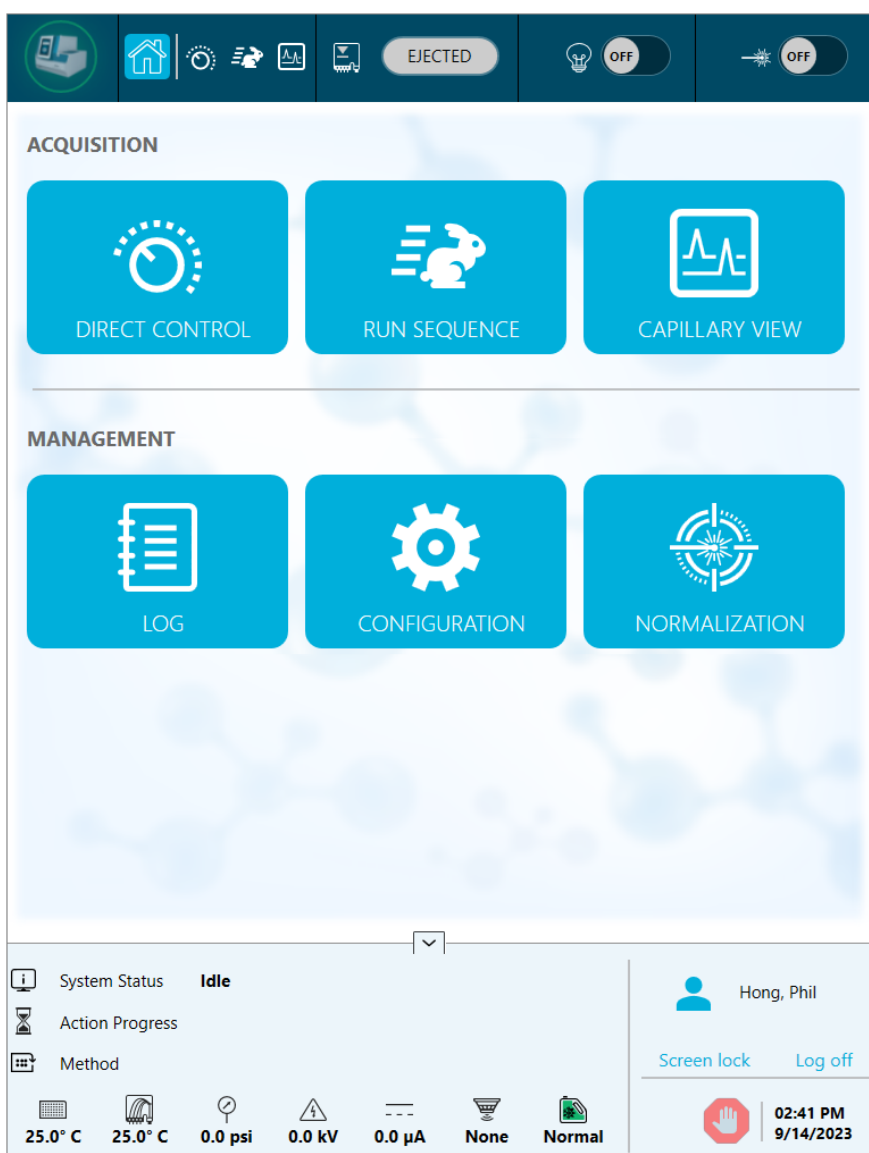 EJECTED OFF OFF
ACQUISITION
DIRECT CONTROL RUN SEQUENCE CAPILLARY VIEW
MANAGEMENT
LOG CONFIGURATION NORMALIZATION
System Status Idle
Action Progress
Method
Hong, Phil
Screen lock Log off
25.0° C 25.0° C 0.0 psi 0.0 kV 0.0 µA None Normal
02:41 PM
9/14/2023